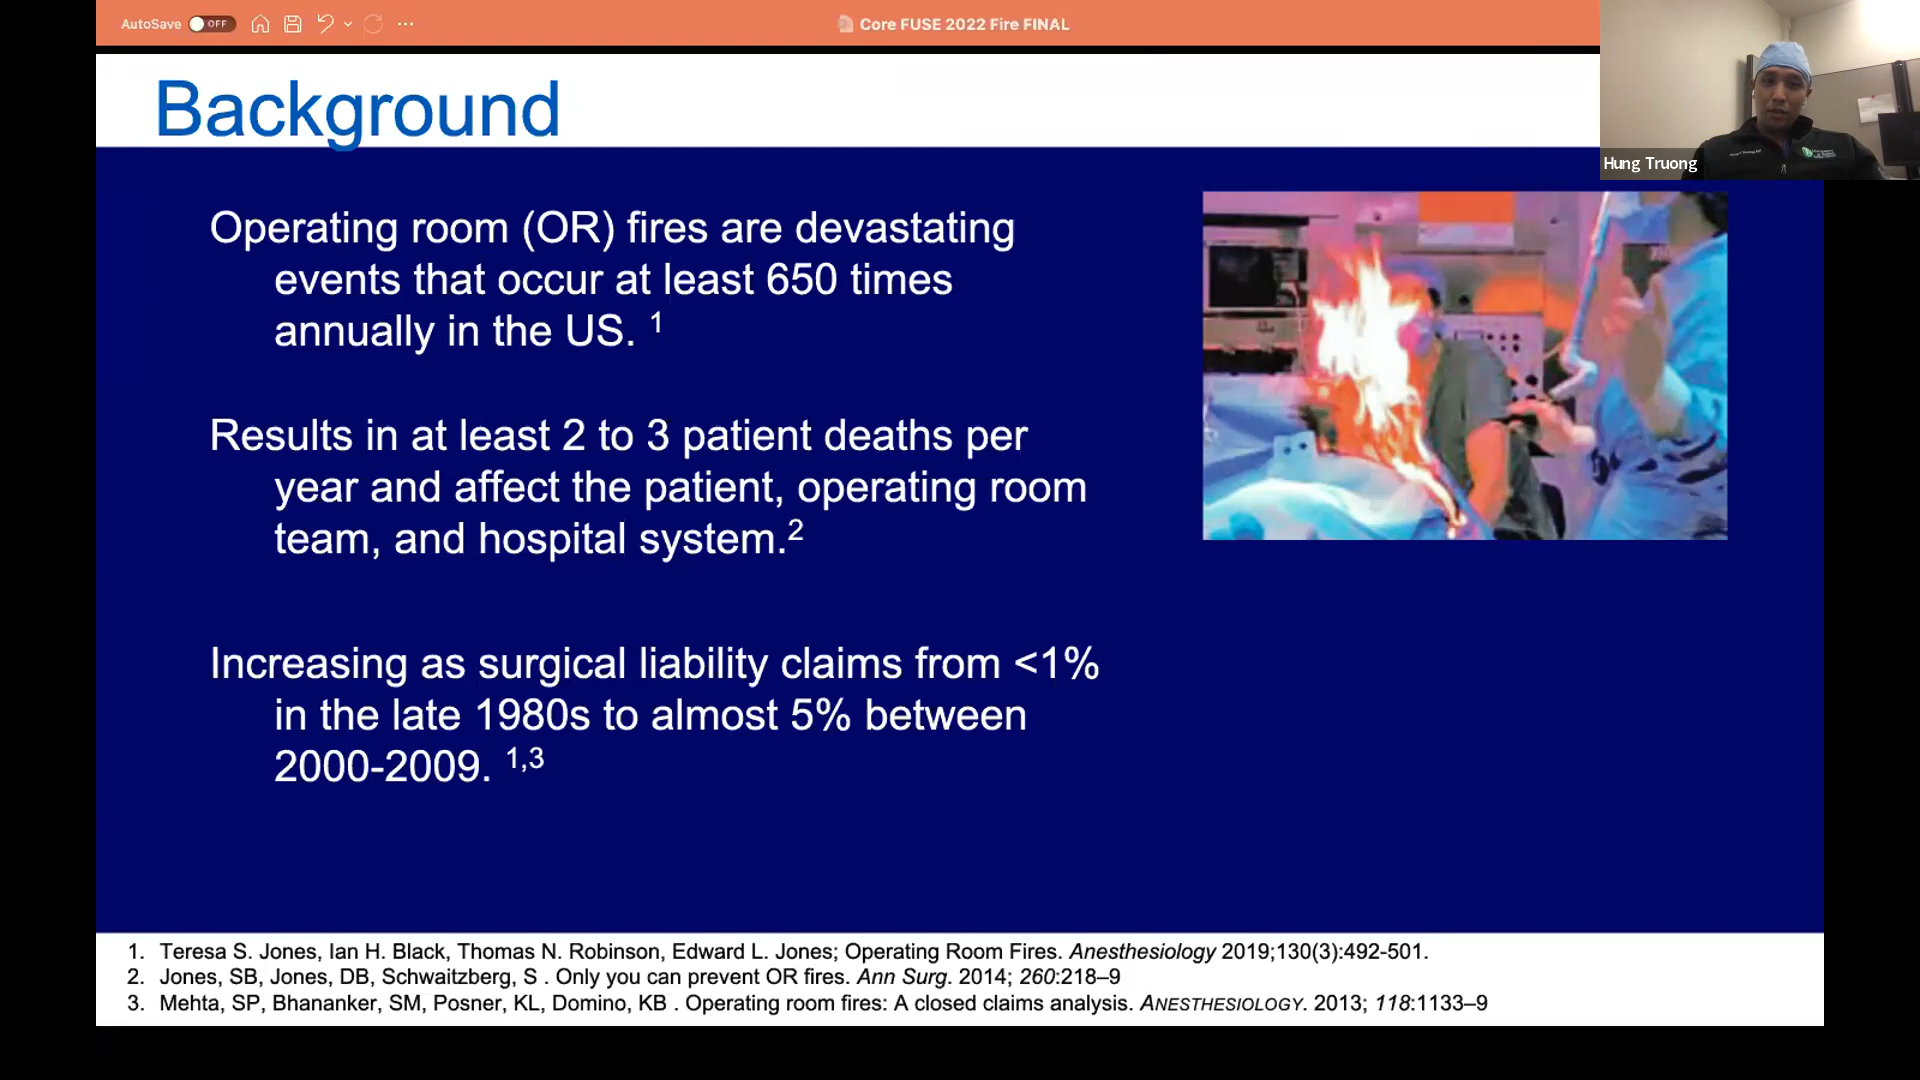 AutoSave OFF
Core FUSE 2022 Fire FINAL
Hung Truong
Background
Operating room (OR) fires are devastating
events that occur at least 650 times
annually in the US. 1
Results in at least 2 to 3 patient deaths per
year and affect the patient, operating room
team, and hospital system.2
Increasing as surgical liability claims from <1%
in the late 1980s to almost 5% between
2000-2009. 1,3
1. Teresa S. Jones, Ian H. Black, Thomas N. Robinson, Edward L. Jones; Operating Room Fires. Anesthesiology 2019;130(3):492-501.
2. Jones, SB, Jones, DB, Schwaitzberg, S . Only you can prevent OR fires. Ann Surg. 2014; 260:218–9
3. Mehta, SP, Bhananker, SM, Posner, KL, Domino, KB . Operating room fires: A closed claims analysis. ANESTHESIOLOGY. 2013; 118:1133–9